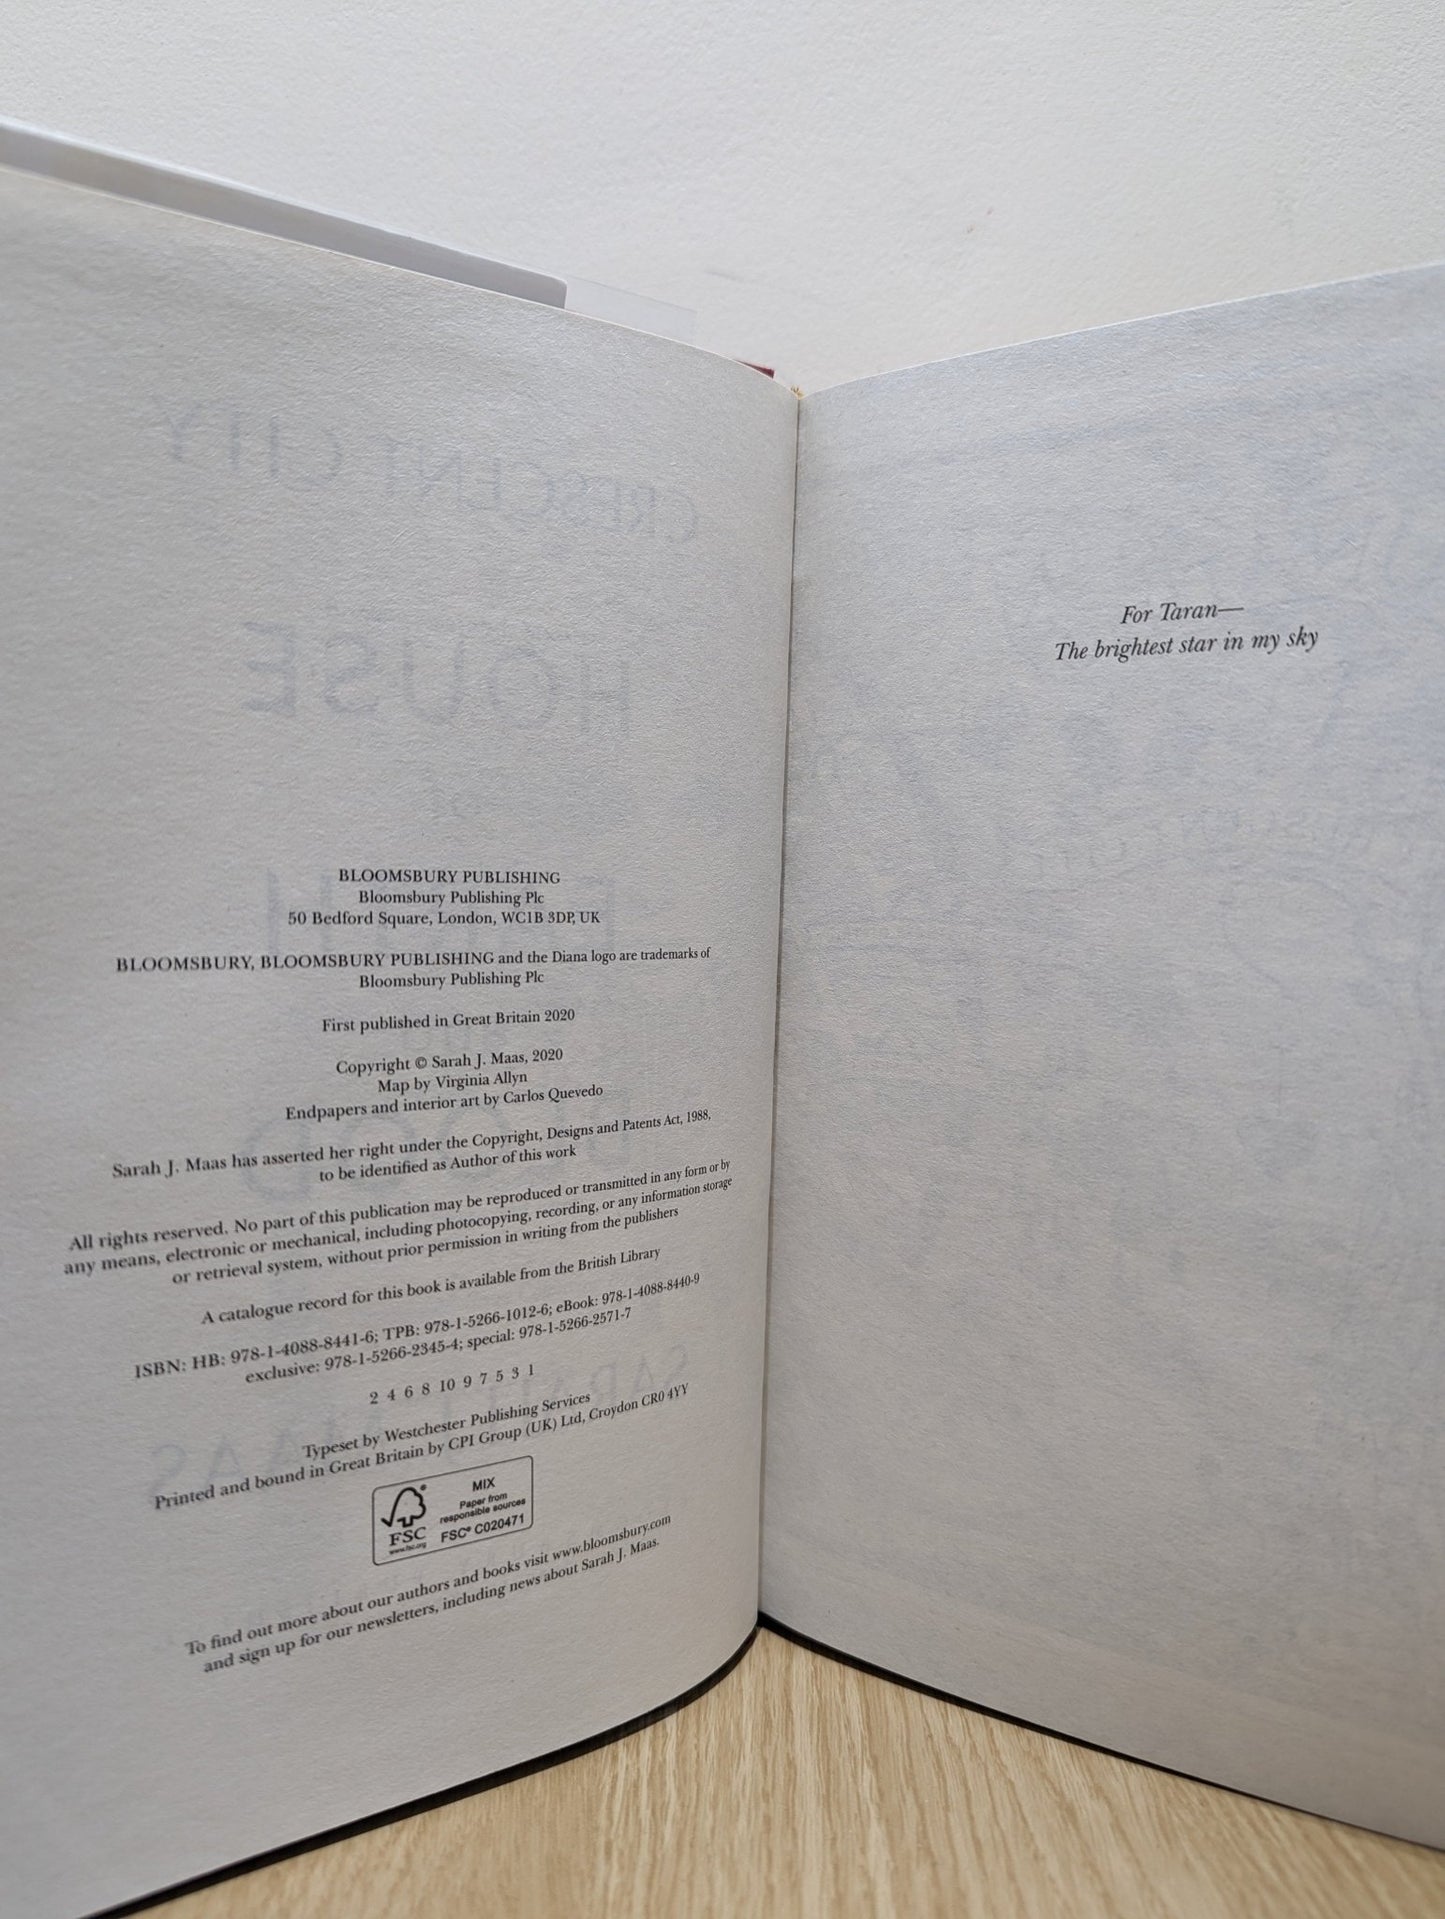 BLOOMSBURY PUBLISHING
Bloomsbury Publishing Plc
50 Bedford Square, London, WC1B 3DP, UK
BLOOMSBURY, BLOOMSBURY PUBLISHING and the Diana logo are trademarks of
Bloomsbury Publishing Plc
First published in Great Britain 2020
Copyright © Sarah J. Maas, 2020
Map by Virginia Allyn
Endpapers and interior art by Carlos Quevedo
Sarah J. Maas has asserted her right under the Copyright, Designs and Patents Act, 1988,
to be identified as Author of this work
All rights reserved. No part of this publication may be reproduced or transmitted in any form or by
any means, electronic or mechanical, including photocopying, recording, or any information storage
or retrieval system, without prior permission in writing from the publishers
A catalogue record for this book is available from the British Library
ISBN: HB: 978-1-4088-8441-6; TPB: 978-1-5266-1012-6; eBook: 978-1-4088-8440-9
exclusive: 978-1-5266-2345-4; special: 978-1-5266-2571-7
2 4 6 8 10 9 7 5 3 1
Typeset by Westchester Publishing Services
Printed and bound in Great Britain by CPI Group (UK) Ltd, Croydon CR0 4YY
FSC
www.fsc.org
MIX
Paper from
responsible sources
FSC® C020471
To find out more about our authors and books visit www.bloomsbury.com
and sign up for our newsletters, including news about Sarah J. Maas.
For Taran—
The brightest star in my sky
CRESCENT CITY
HOUSE